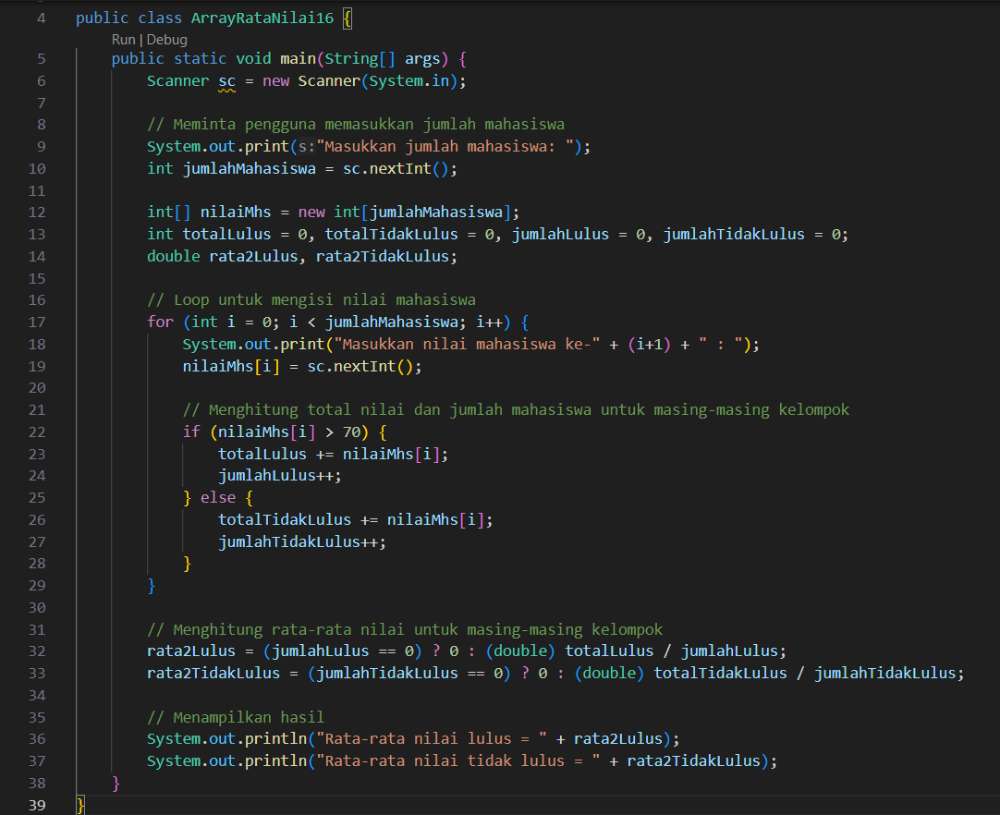 4 public class ArrayRataNilai16 {
Run | Debug
5 public static void main(String[] args) {
6 Scanner sc = new Scanner(System.in);
7
8 // Meminta pengguna memasukkan jumlah mahasiswa
9 System.out.print(s:"Masukkan jumlah mahasiswa: ");
10 int jumlahMahasiswa = sc.nextInt();
11
12 int[] nilaiMhs = new int[jumlahMahasiswa];
13 int totalLulus = 0, totalTidakLulus = 0, jumlahLulus = 0, jumlahTidakLulus = 0;
14 double rata2Lulus, rata2TidakLulus;
15
16 // Loop untuk mengisi nilai mahasiswa
17 for (int i = 0; i < jumlahMahasiswa; i++) {
18 System.out.print("Masukkan nilai mahasiswa ke-" + (i+1) + " : ");
19 nilaiMhs[i] = sc.nextInt();
20
21 // Menghitung total nilai dan jumlah mahasiswa untuk masing-masing kelompok
22 if (nilaiMhs[i] > 70) {
23 totalLulus += nilaiMhs[i];
24 jumlahLulus++;
25 } else {
26 totalTidakLulus += nilaiMhs[i];
27 jumlahTidakLulus++;
28 }
29 }
30
31 // Menghitung rata-rata nilai untuk masing-masing kelompok
32 rata2Lulus = (jumlahLulus == 0) ? 0 : (double) totalLulus / jumlahLulus;
33 rata2TidakLulus = (jumlahTidakLulus == 0) ? 0 : (double) totalTidakLulus / jumlahTidakLulus;
34
35 // Menampilkan hasil
36 System.out.println("Rata-rata nilai lulus = " + rata2Lulus);
37 System.out.println("Rata-rata nilai tidak lulus = " + rata2TidakLulus);
38 }
39 }